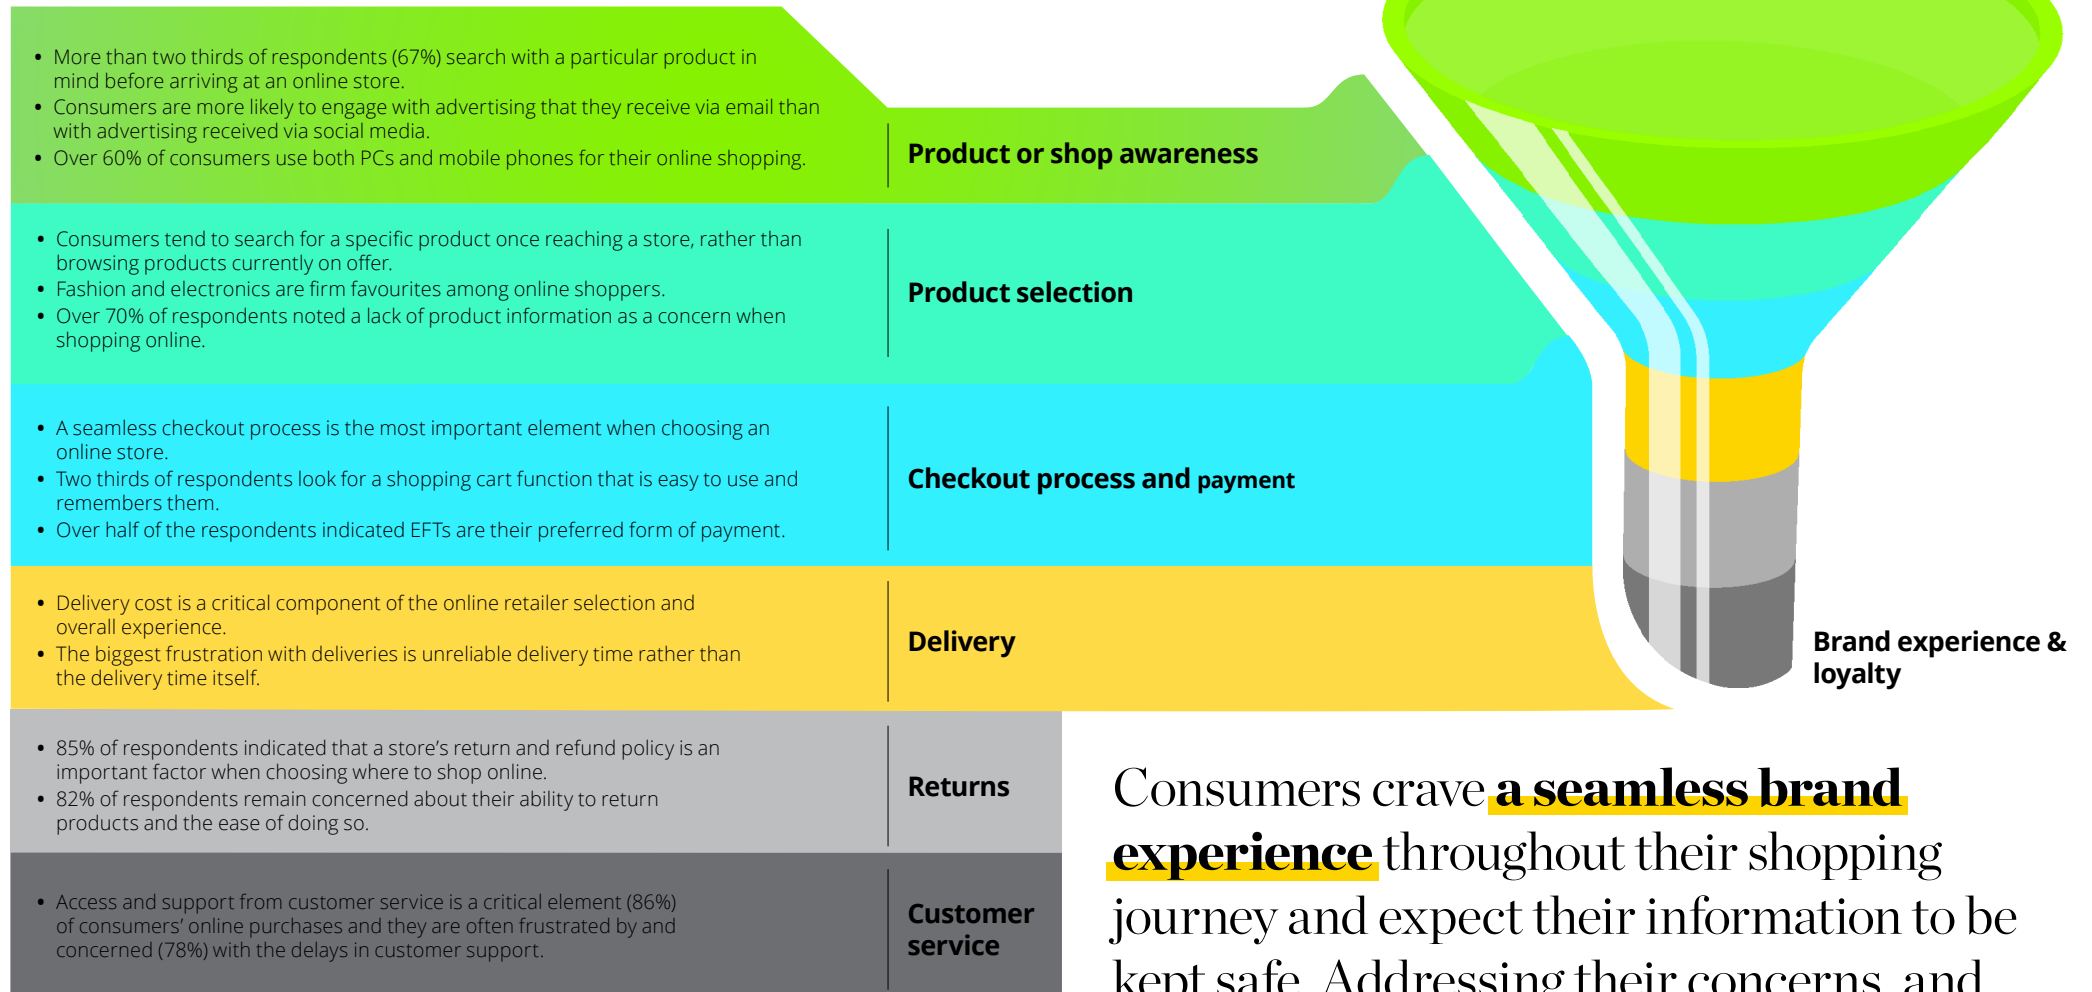 • More than two thirds of respondents (67%) search with a particular product in
mind before arriving at an online store.
• Consumers are more likely to engage with advertising that they receive via email than
with advertising received via social media.
• Over 60% of consumers use both PCs and mobile phones for their online shopping.
Product or shop awareness
• Consumers tend to search for a specific product once reaching a store, rather than
browsing products currently on offer.
• Fashion and electronics are firm favourites among online shoppers.
• Over 70% of respondents noted a lack of product information as a concern when
shopping online.
Product selection
• A seamless checkout process is the most important element when choosing an
online store.
• Two thirds of respondents look for a shopping cart function that is easy to use and
remembers them.
• Over half of the respondents indicated EFTs are their preferred form of payment.
Checkout process and payment
• Delivery cost is a critical component of the online retailer selection and
overall experience.
• The biggest frustration with deliveries is unreliable delivery time rather than
the delivery time itself.
Delivery
Brand experience &
loyalty
• 85% of respondents indicated that a store's return and refund policy is an
important factor when choosing where to shop online.
• 82% of respondents remain concerned about their ability to return
products and the ease of doing so.
Returns
• Access and support from customer service is a critical element (86%)
of consumers' online purchases and they are often frustrated by and
concerned (78%) with the delays in customer support.
Customer
service
Consumers crave a seamless brand
experience throughout their shopping
journey and expect their information to be
kept safe. Addressing their concerns, and